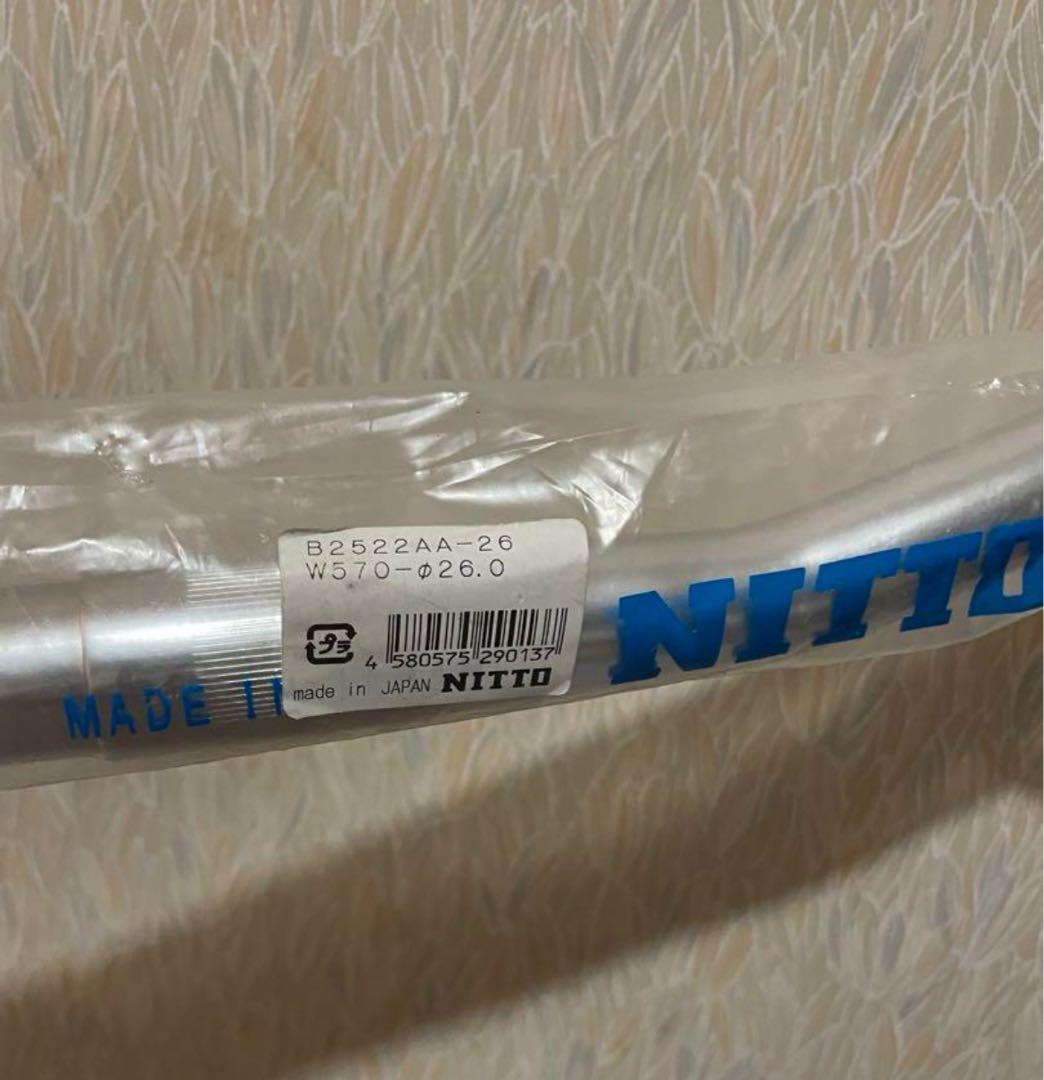 B2522AA-26
W570-φ26.0
プラ
4 580575 290137
made in JAPAN NITTO
NITTO
MADE